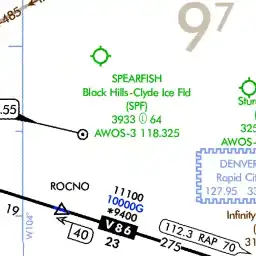 485
9⁷
SPEARFISH
Black Hills-Clyde Ice Fld
(SPF)
3933 Ⓛ 64
AWOS-3 118.325
Stur
325
AWOS-
.55
DENVER
Rapid Cit
127.95 33
ROCNO
11100
10000G
*9400
V86
23
19
W104°
40
275
112.3 RAP 70
Infinity